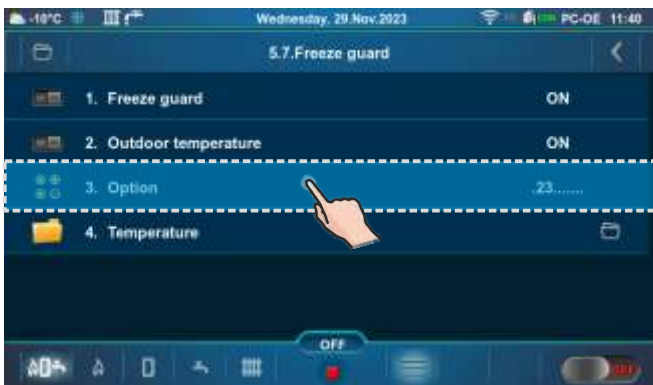 -10°C Wednesday, 29.Nov.2023 PC-OE 11:40
5.7.Freeze guard
1. Freeze guard ON
2. Outdoor temperature ON
3. Option .23.......
4. Temperature
OFF
OFF